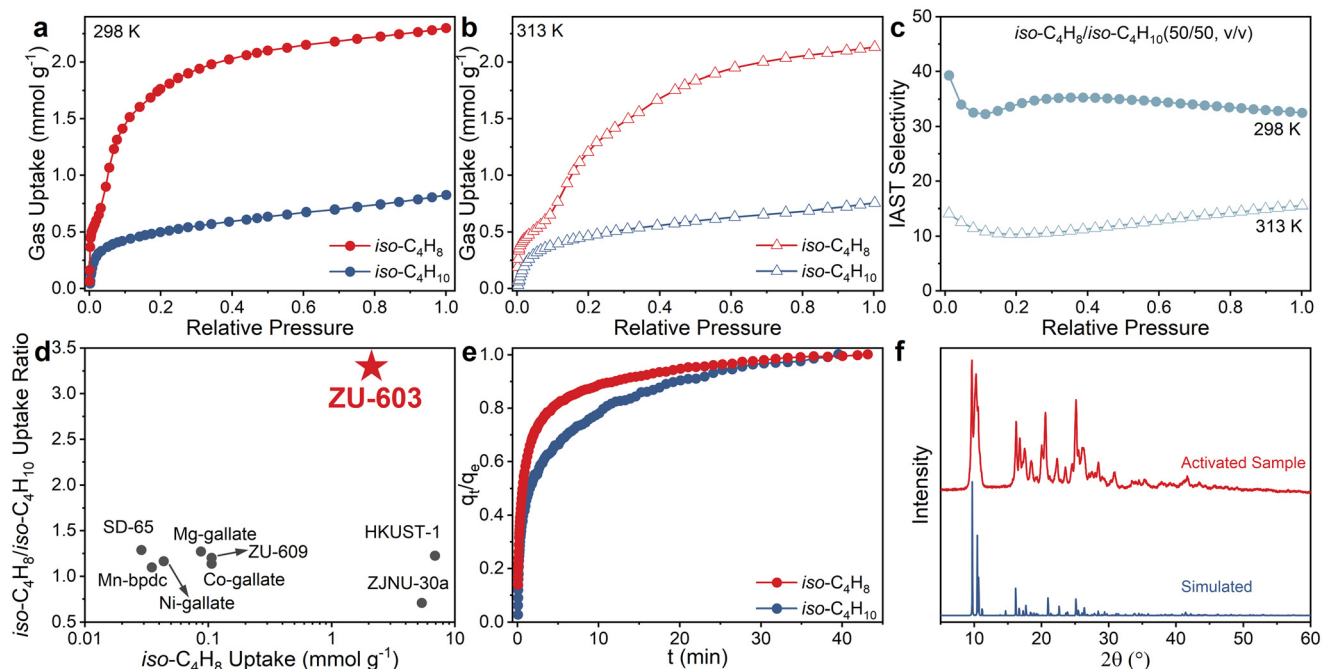 a
298 K
2.0
1.5
1.0
0.5
0.0
Gas Uptake (mmol g⁻¹)
iso-C₄H₈
iso-C₄H₁₀
0.0 0.2 0.4 0.6 0.8 1.0
Relative Pressure
b
313 K
2.0
1.5
1.0
0.5
0.0
Gas Uptake (mmol g⁻¹)
iso-C₄H₈
iso-C₄H₁₀
0.0 0.2 0.4 0.6 0.8 1.0
Relative Pressure
c
iso-C₄H₈/iso-C₄H₁₀(50/50, v/v)
50
40
30
20
10
0
IAST Selectivity
298 K
313 K
0.0 0.2 0.4 0.6 0.8 1.0
Relative Pressure
d
3.5
3.0
2.5
2.0
1.5
1.0
0.5
iso-C₄H₈/iso-C₄H₁₀ Uptake Ratio
ZU-603
SD-65
Mg-gallate
HKUST-1
ZU-609
Mn-bpdc
Co-gallate
ZJNU-30a
Ni-gallate
0.01 0.1 1 10
iso-C₄H₈ Uptake (mmol g⁻¹)
e
1.0
0.8
0.6
0.4
0.2
0.0
qₜ/qₑ
iso-C₄H₈
iso-C₄H₁₀
0 10 20 30 40
t (min)
f
Intensity
Activated Sample
Simulated
10 20 30 40 50 60
2θ (°)